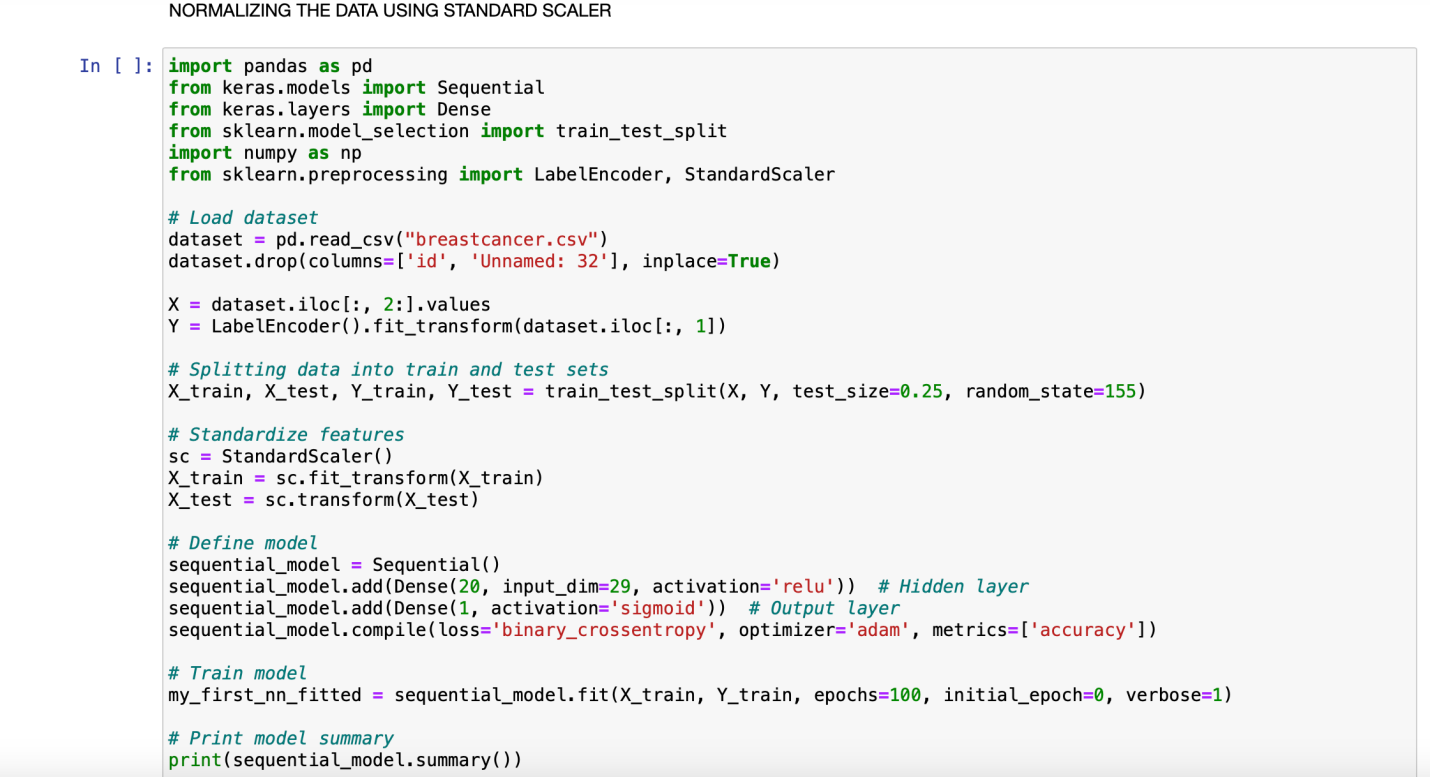 NORMALIZING THE DATA USING STANDARD SCALER
In [ ]: import pandas as pd
from keras.models import Sequential
from keras.layers import Dense
from sklearn.model_selection import train_test_split
import numpy as np
from sklearn.preprocessing import LabelEncoder, StandardScaler
# Load dataset
dataset = pd.read_csv("breastcancer.csv")
dataset.drop(columns=['id', 'Unnamed: 32'], inplace=True)
X = dataset.iloc[:, 2:].values
Y = LabelEncoder().fit_transform(dataset.iloc[:, 1])
# Splitting data into train and test sets
X_train, X_test, Y_train, Y_test = train_test_split(X, Y, test_size=0.25, random_state=155)
# Standardize features
sc = StandardScaler()
X_train = sc.fit_transform(X_train)
X_test = sc.transform(X_test)
# Define model
sequential_model = Sequential()
sequential_model.add(Dense(20, input_dim=29, activation='relu'))  # Hidden layer
sequential_model.add(Dense(1, activation='sigmoid'))  # Output layer
sequential_model.compile(loss='binary_crossentropy', optimizer='adam', metrics=['accuracy'])
# Train model
my_first_nn_fitted = sequential_model.fit(X_train, Y_train, epochs=100, initial_epoch=0, verbose=1)
# Print model summary
print(sequential_model.summary())